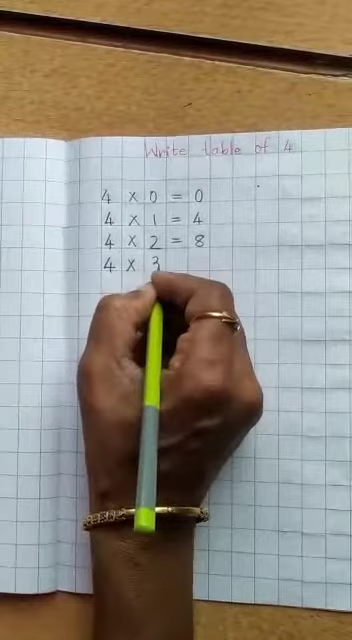 Write table of 4
4 × 0 = 0
4 × 1 = 4
4 × 2 = 8
4 × 3